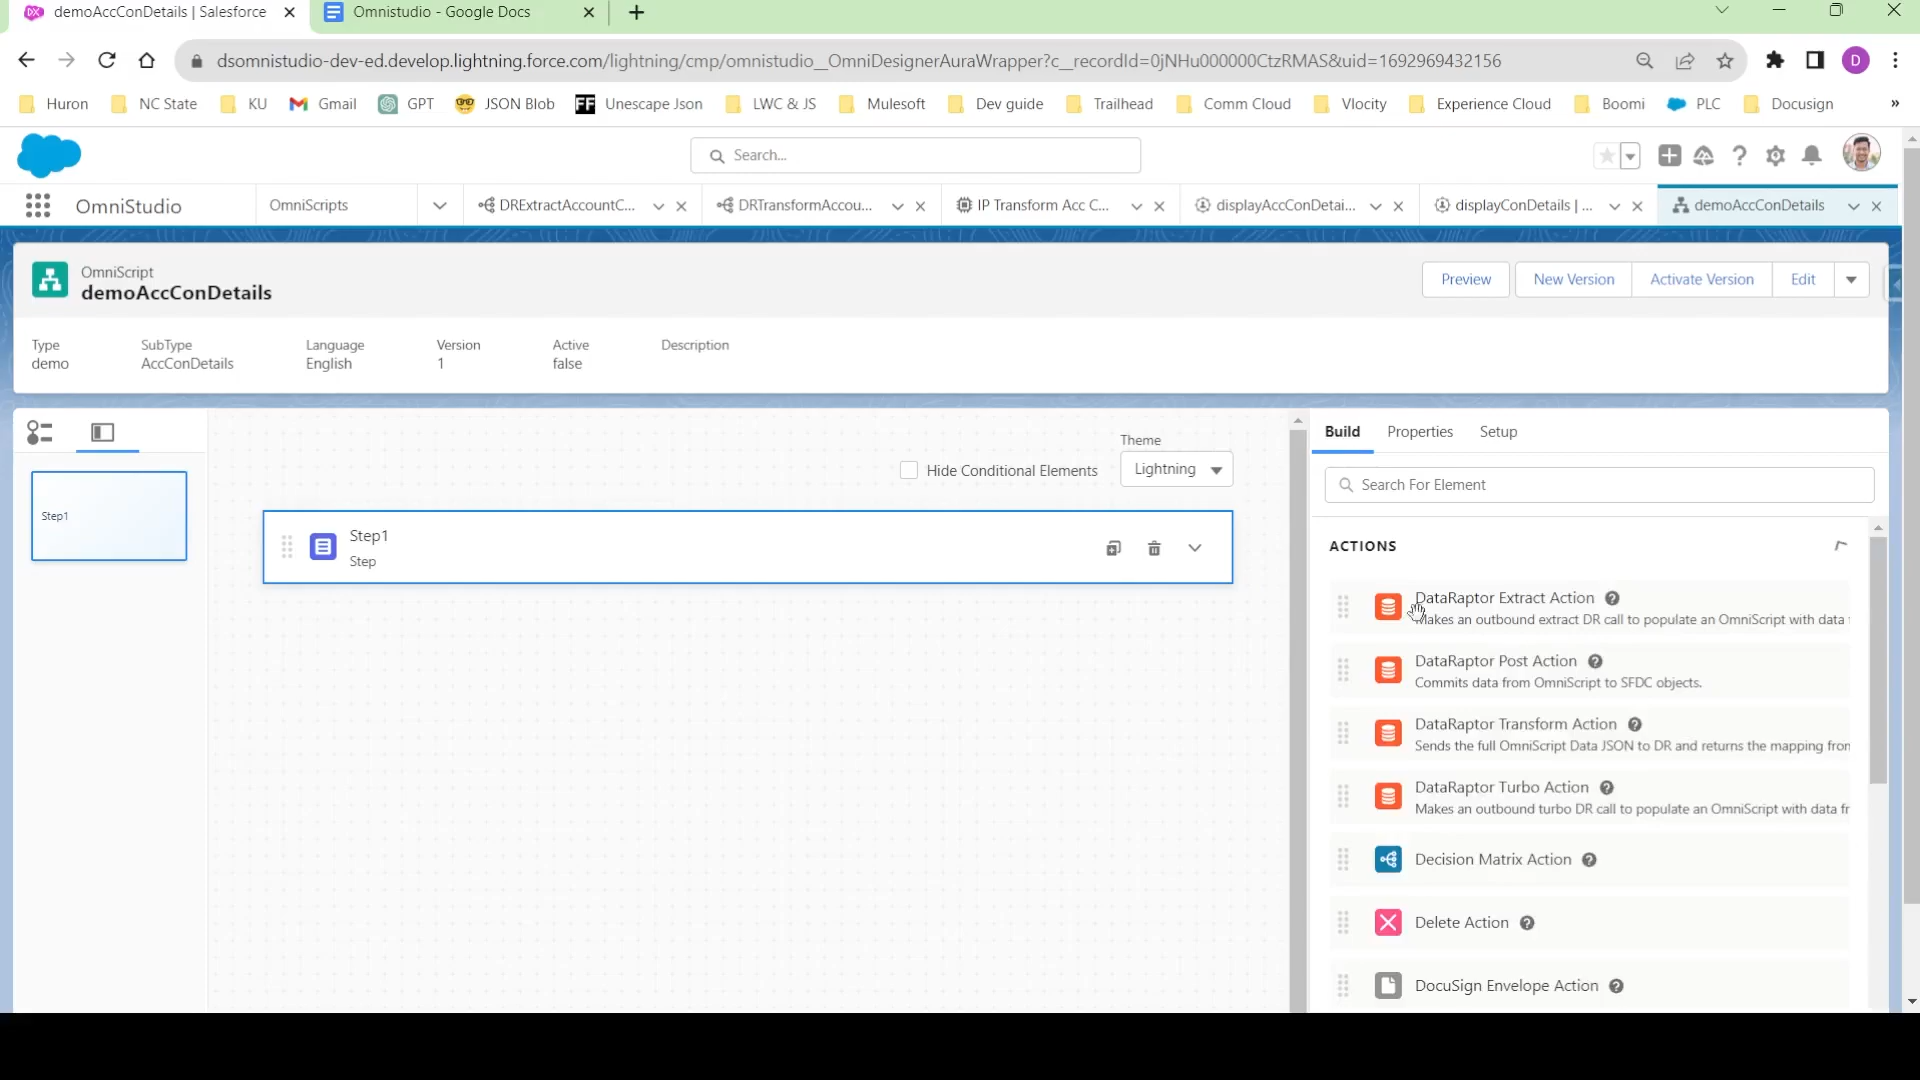 demoAccConDetails | Salesforce
Omnistudio - Google Docs
dsomnistudio-dev-ed.develop.lightning.force.com/lightning/cmp/omnistudio__OmniDesignerAuraWrapper?c__recordId=0jNHu000000CtzRMAS&uid=1692969432156
D
Huron
NC State
KU
Gmail
GPT
JSON Blob
FF
Unescape Json
LWC & JS
Mulesoft
Dev guide
Trailhead
Comm Cloud
Vlocity
Experience Cloud
Boomi
PLC
Docusign
»
Search...
OmniStudio
OmniScripts
DRExtractAccountC...
DRTransformAccou...
IP Transform Acc C...
displayAccConDetai...
displayConDetails | ...
demoAccConDetails
OmniScript
demoAccConDetails
Preview
New Version
Activate Version
Edit
Type
demo
SubType
AccConDetails
Language
English
Version
1
Active
false
Description
Step1
Hide Conditional Elements
Theme
Lightning
Step1
Step
Build
Properties
Setup
Search For Element
ACTIONS
DataRaptor Extract Action
Makes an outbound extract DR call to populate an OmniScript with data
DataRaptor Post Action
Commits data from OmniScript to SFDC objects.
DataRaptor Transform Action
Sends the full OmniScript Data JSON to DR and returns the mapping from
DataRaptor Turbo Action
Makes an outbound turbo DR call to populate an OmniScript with data fr
Decision Matrix Action
Delete Action
DocuSign Envelope Action